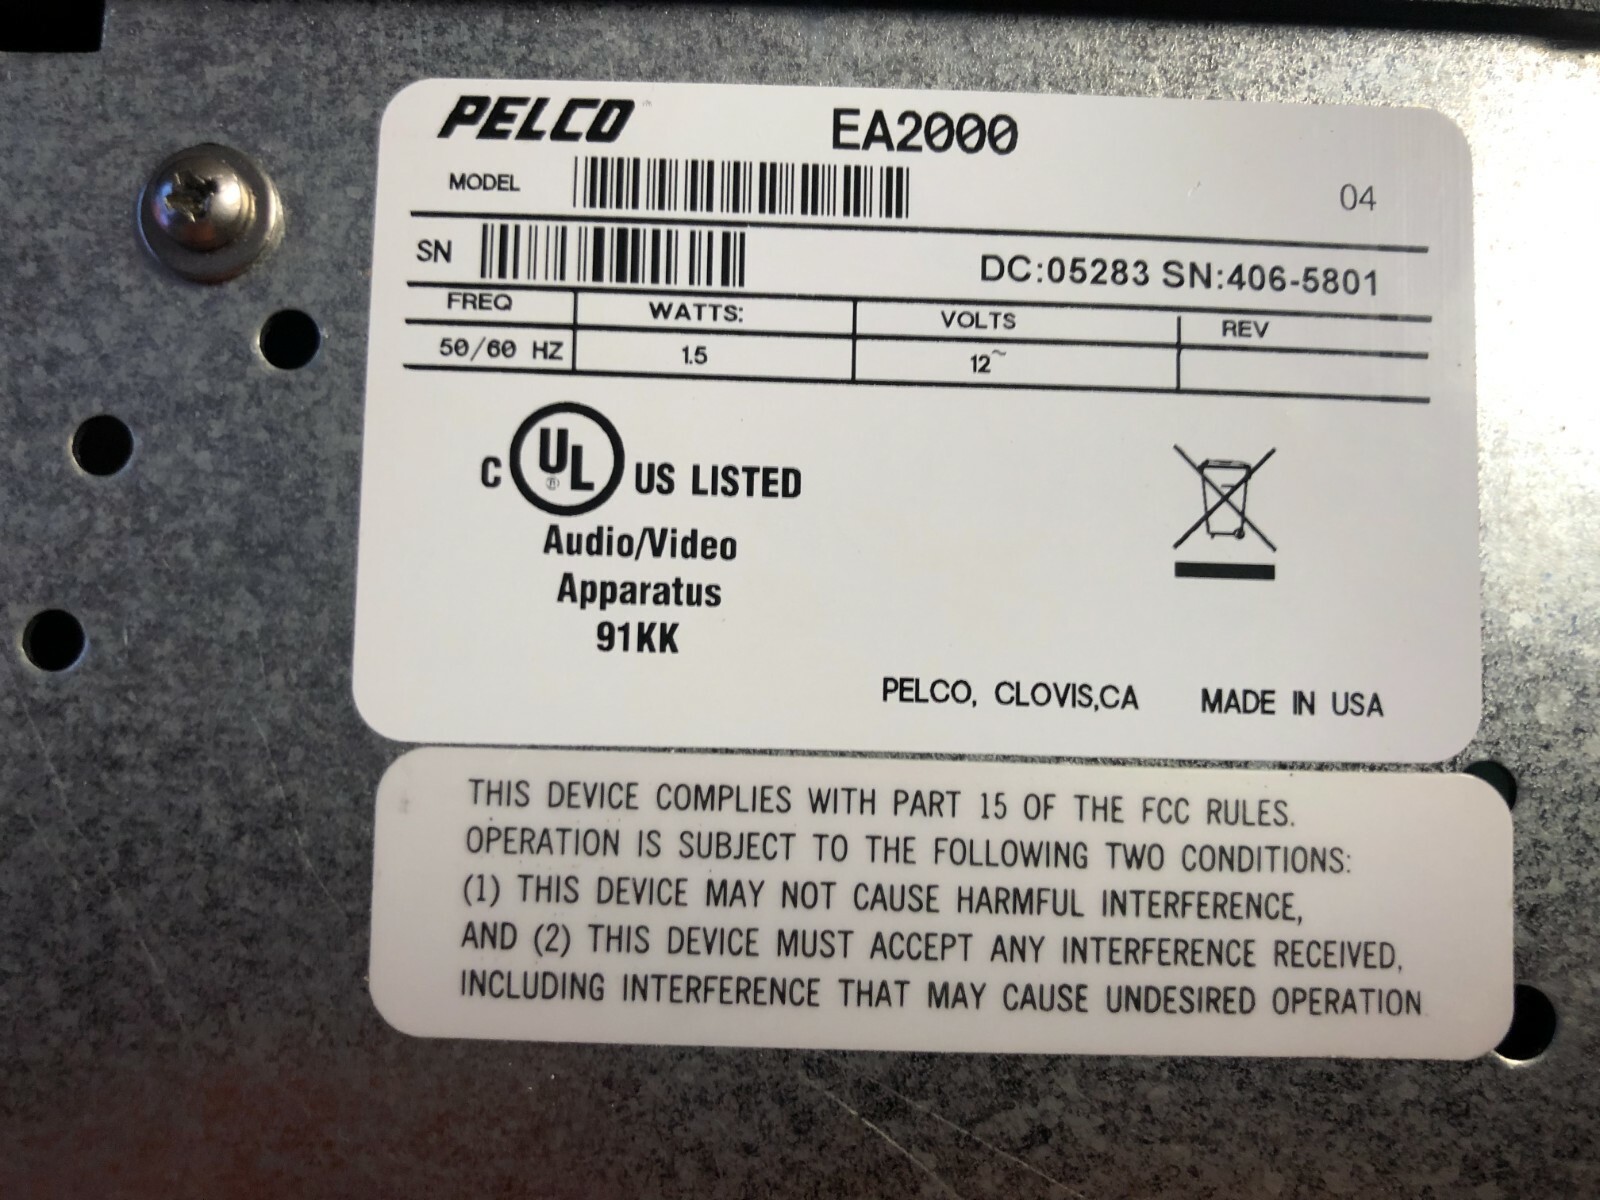 PELCO EA2000
MODEL 04
SN DC:05283 SN:406-5801
FREQ WATTS: VOLTS REV
50/60 HZ 1.5 12~
C UL ® US LISTED
Audio/Video
Apparatus
91KK
PELCO, CLOVIS,CA MADE IN USA
THIS DEVICE COMPLIES WITH PART 15 OF THE FCC RULES.
OPERATION IS SUBJECT TO THE FOLLOWING TWO CONDITIONS:
(1) THIS DEVICE MAY NOT CAUSE HARMFUL INTERFERENCE,
AND (2) THIS DEVICE MUST ACCEPT ANY INTERFERENCE RECEIVED,
INCLUDING INTERFERENCE THAT MAY CAUSE UNDESIRED OPERATION